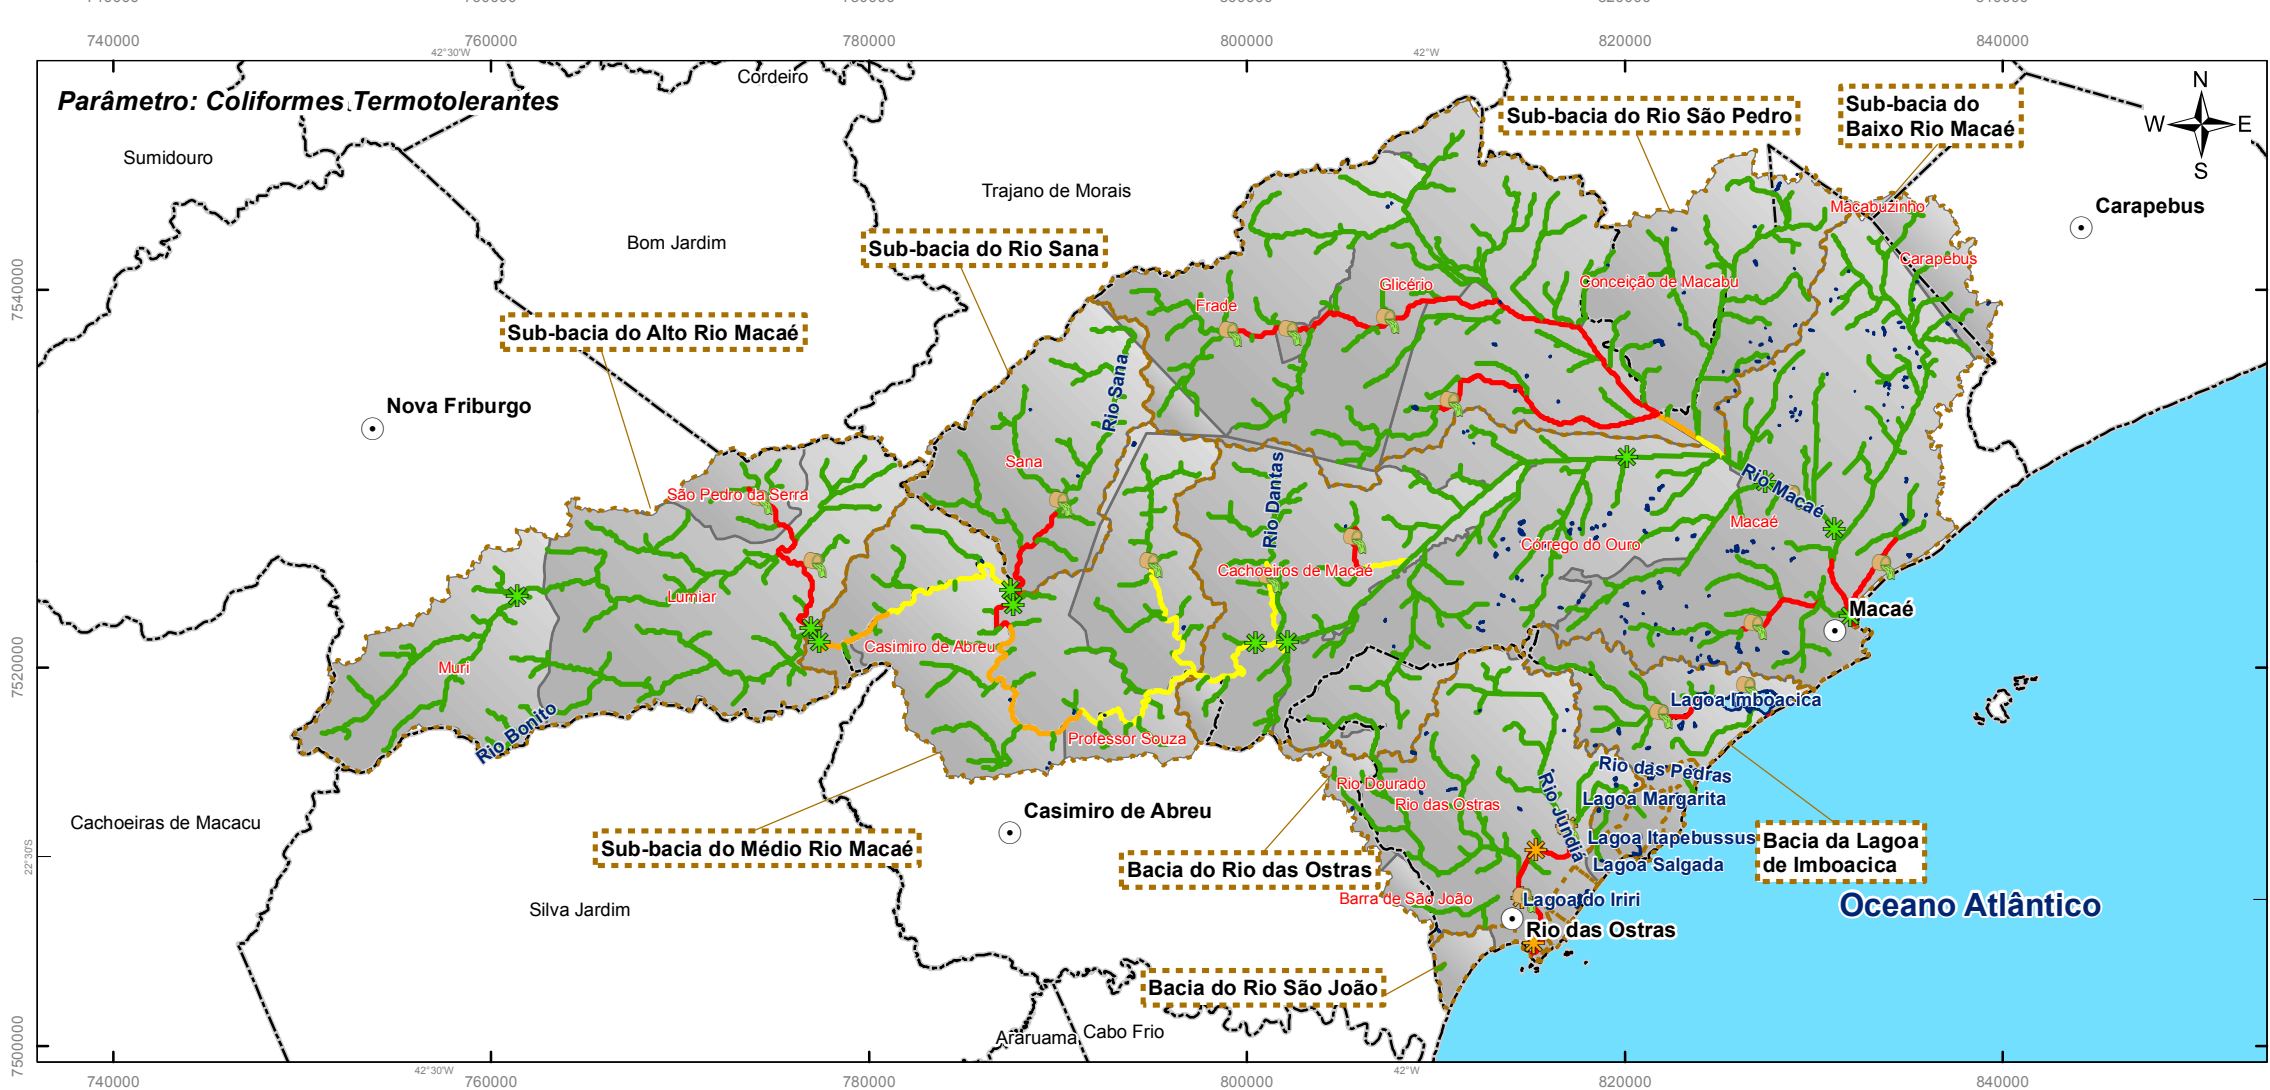 740000
760000
780000
800000
820000
840000
740000
760000
780000
800000
820000
840000
42°30'W
42°W
Parâmetro: Coliformes Termotolerantes
Cordeiro
Sumidouro
Trajano de Morais
Bom Jardim
Sub-bacia do Rio São Pedro
Sub-bacia do
Baixo Rio Macaé
N
W
E
S
Carapebus
Macabuzinho
Carapebus
Sub-bacia do Rio Sana
Conceição de Macabu
Glicério
Frade
7540000
Sub-bacia do Alto Rio Macaé
Nova Friburgo
Rio Sana
Sana
Rio Dantas
São Pedro da Serra
Rio Macaé
Macaé
Córrego do Ouro
Cachoeiros de Macaé
Lumiar
Macaé
Casimiro de Abreu
Muri
7520000
Rio Bonito
Professor Souza
Lagoa Imboacica
Rio das Pedras
Rio Dourado
Rio das Ostras
Rio Jundiá
Lagoa Margarita
Cachoeiras de Macacu
Casimiro de Abreu
Lagoa Itapebussus
Bacia da Lagoa
de Imboacica
Sub-bacia do Médio Rio Macaé
22°30'S
Bacia do Rio das Ostras
Lagoa Salgada
Barra de São João
Lagoa do Iriri
Oceano Atlântico
Silva Jardim
Rio das Ostras
Bacia do Rio São João
Araruama
Cabo Frio
7500000
42°30'W
42°W
740000
760000
780000
800000
820000
840000